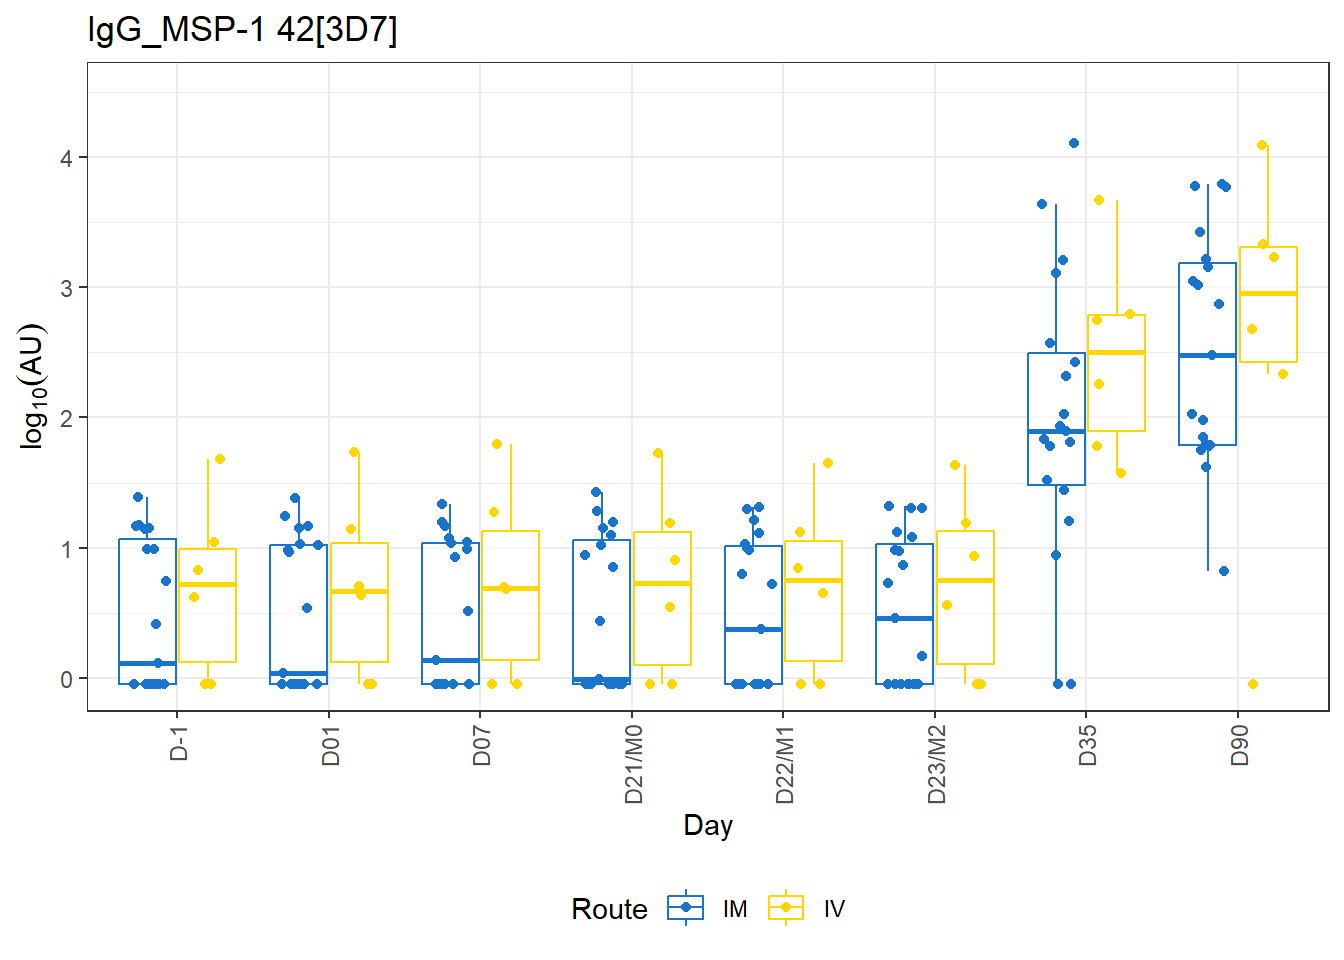 IgG_MSP-1 42[3D7]
log10(AU)
4
3
2
1
0
D-1
D01
D07
D21/M0
D22/M1
D23/M2
D35
D90
Day
Route
IM
IV